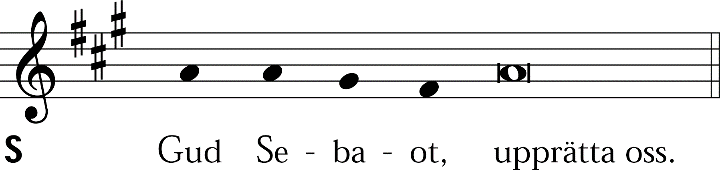 S Gud Se - ba - ot, upprätta oss.